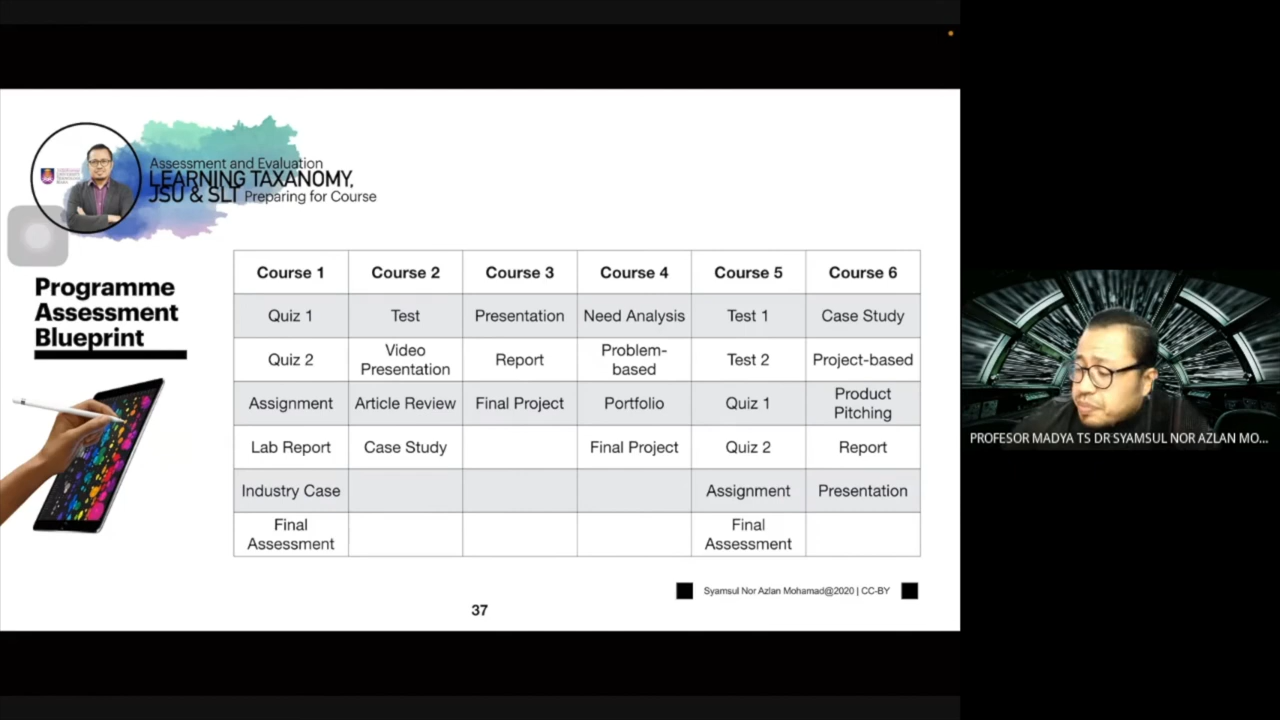 Assessment and Evaluation
LEARNING TAXANOMY,
JSU & SLT Preparing for Course
Programme
Assessment
Blueprint
Course 1 Course 2 Course 3 Course 4 Course 5 Course 6
Quiz 1 Test Presentation Need Analysis Test 1 Case Study
Quiz 2 Video Presentation Report Problem-based Test 2 Project-based
Assignment Article Review Final Project Portfolio Quiz 1 Product Pitching
Lab Report Case Study Final Project Quiz 2 Report
Industry Case Assignment Presentation
Final Assessment Final Assessment
Syamsul Nor Azlan Mohamad@2020 | CC-BY
37
PROFESOR MADYA TS DR SYAMSUL NOR AZLAN MO...